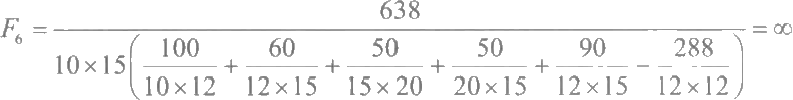 F₆ = 638 / (10×15(100/(10×12) + 60/(12×15) + 50/(15×20) + 50/(20×15) + 90/(12×15) − 288/(12×12))) = ∞